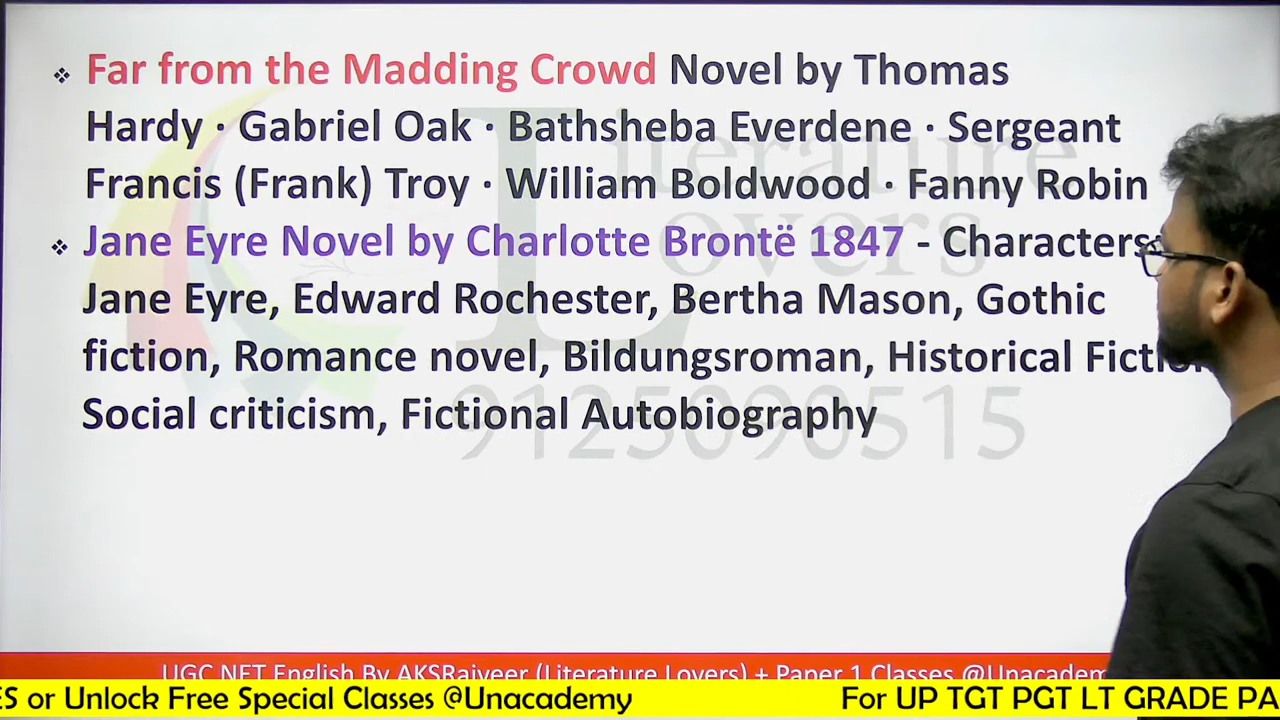 ❖ Far from the Madding Crowd Novel by Thomas
Hardy · Gabriel Oak · Bathsheba Everdene · Sergeant
Francis (Frank) Troy · William Boldwood · Fanny Robin
❖ Jane Eyre Novel by Charlotte Brontë 1847 - Characters
Jane Eyre, Edward Rochester, Bertha Mason, Gothic
fiction, Romance novel, Bildungsroman, Historical
Social criticism, Fictional Autobiography
Literature
Lovers
9125090515
UGC NET English By AKSRajveer (Literature Lovers) + Paper 1 Classes
or Unlock Free Special Classes @Unacademy For UP TGT PGT LT GRADE